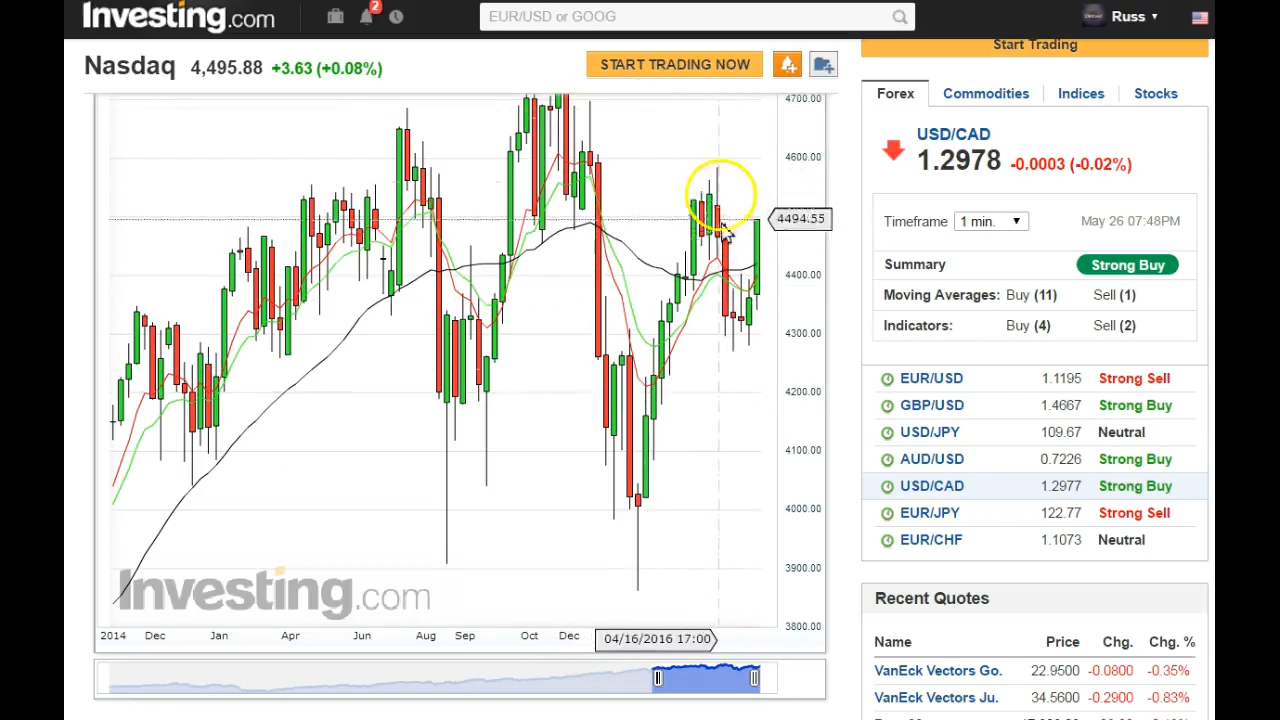 Investing.com
2
EUR/USD or GOOG
Russ
Nasdaq 4,495.88 +3.63 (+0.08%)
START TRADING NOW
Start Trading
Forex Commodities Indices Stocks
USD/CAD
1.2978 -0.0003 (-0.02%)
Timeframe 1 min. May 26 07:48PM
Summary Strong Buy
Moving Averages: Buy (11) Sell (1)
Indicators: Buy (4) Sell (2)
EUR/USD 1.1195 Strong Sell
GBP/USD 1.4667 Strong Buy
USD/JPY 109.67 Neutral
AUD/USD 0.7226 Strong Buy
USD/CAD 1.2977 Strong Buy
EUR/JPY 122.77 Strong Sell
EUR/CHF 1.1073 Neutral
Recent Quotes
Name Price Chg. Chg. %
VanEck Vectors Go. 22.9500 -0.0800 -0.35%
VanEck Vectors Ju. 34.5600 -0.2900 -0.83%
4700.00
4600.00
4494.55
4400.00
4300.00
4200.00
4100.00
4000.00
3900.00
3800.00
Investing.com
2014 Dec Jan Apr Jun Aug Sep Oct Dec 04/16/2016 17:00